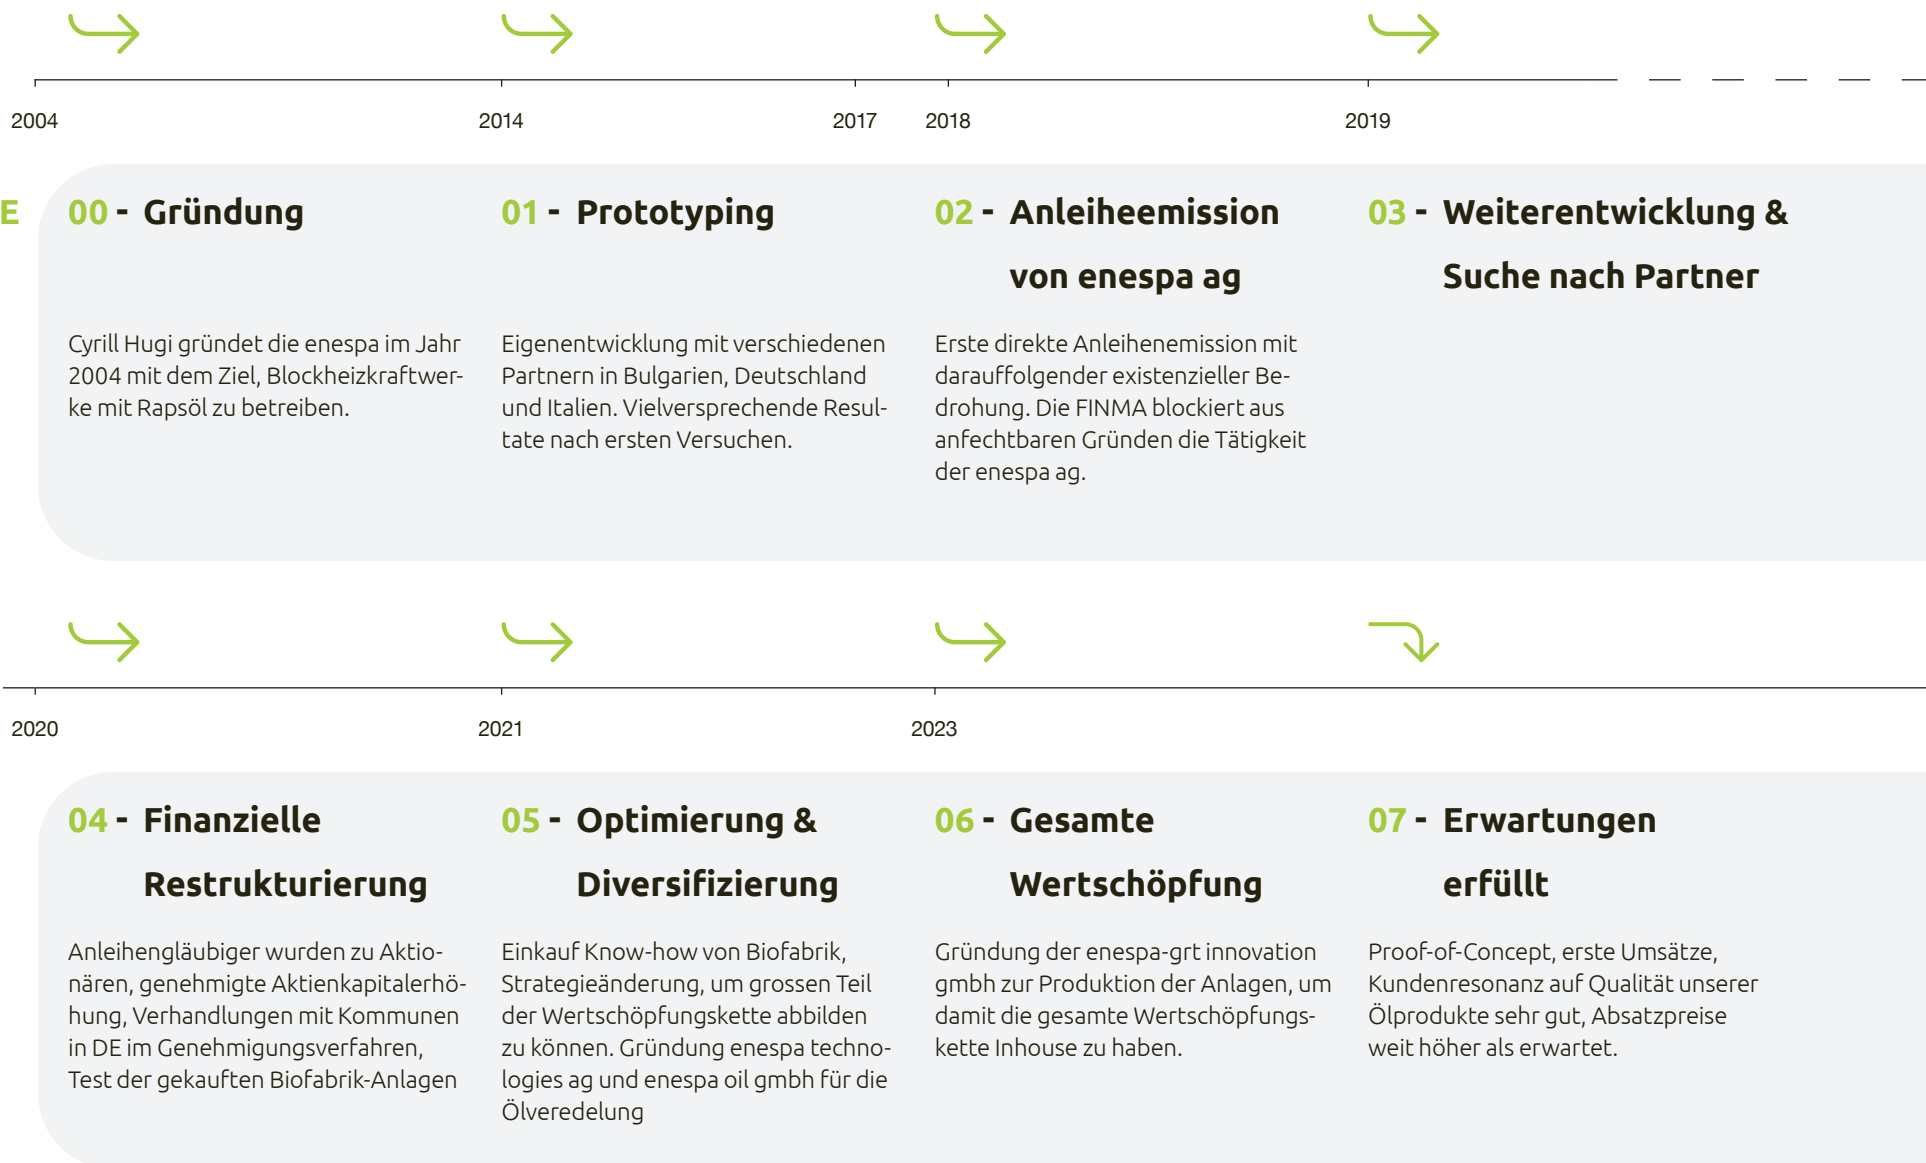 2004
2014
2017
2018
2019
E
00 - Gründung
01 - Prototyping
02 - Anleiheemission
von enespa ag
03 - Weiterentwicklung &
Suche nach Partner
Cyrill Hugi gründet die enespa im Jahr
2004 mit dem Ziel, Blockheizkraftwer-
ke mit Rapsöl zu betreiben.
Eigenentwicklung mit verschiedenen
Partnern in Bulgarien, Deutschland
und Italien. Vielversprechende Resul-
tate nach ersten Versuchen.
Erste direkte Anleihenemission mit
darauffolgender existenzieller Be-
drohung. Die FINMA blockiert aus
anfechtbaren Gründen die Tätigkeit
der enespa ag.
2020
2021
2023
04 - Finanzielle
Restrukturierung
05 - Optimierung &
Diversifizierung
06 - Gesamte
Wertschöpfung
07 - Erwartungen
erfüllt
Anleihengläubiger wurden zu Aktio-
nären, genehmigte Aktienkapitalerhö-
hung, Verhandlungen mit Kommunen
in DE im Genehmigungsverfahren,
Test der gekauften Biofabrik-Anlagen
Einkauf Know-how von Biofabrik,
Strategieänderung, um grossen Teil
der Wertschöpfungskette abbilden
zu können. Gründung enespa techno-
logies ag und enespa oil gmbh für die
Ölveredelung
Gründung der enespa-grt innovation
gmbh zur Produktion der Anlagen, um
damit die gesamte Wertschöpfungs-
kette Inhouse zu haben.
Proof-of-Concept, erste Umsätze,
Kundenresonanz auf Qualität unserer
Ölprodukte sehr gut, Absatzpreise
weit höher als erwartet.